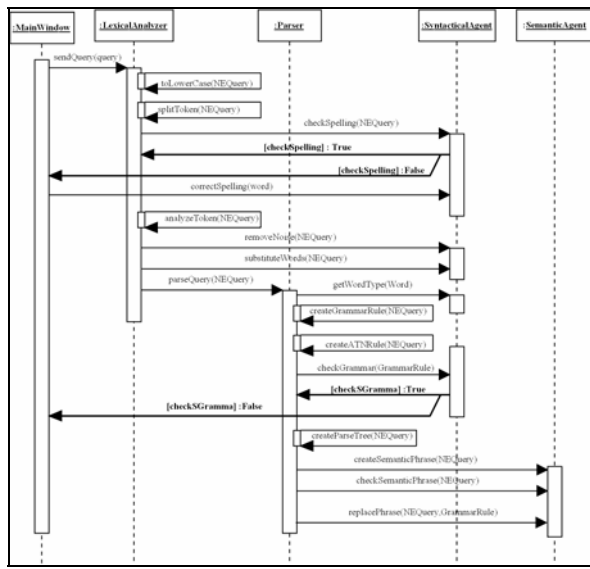 :MainWindow
:LexicalAnalyzer
:Parser
:SyntacticalAgent
:SemanticAgent
sendQuery(query)
toLowerCase(NEQuery)
splitToken(NEQuery)
checkSpelling(NEQuery)
[checkSpelling] : True
[checkSpelling] :False
correctSpelling(word)
analyzeToken(NEQuery)
removeNoise(NEQuery)
substituteWords(NEQuery)
parseQuery(NEQuery)
getWordType(Word)
createGrammarRule(NEQuery)
createATNRule(NEQuery)
checkGrammar(GrammarRule)
[checkSGramma] :True
[checkSGramma] :False
createParseTree(NEQuery)
createSemanticPhrase(NEQuery)
checkSemanticPhrase(NEQuery)
replacePhrase(NEQuery,GrammarRule)